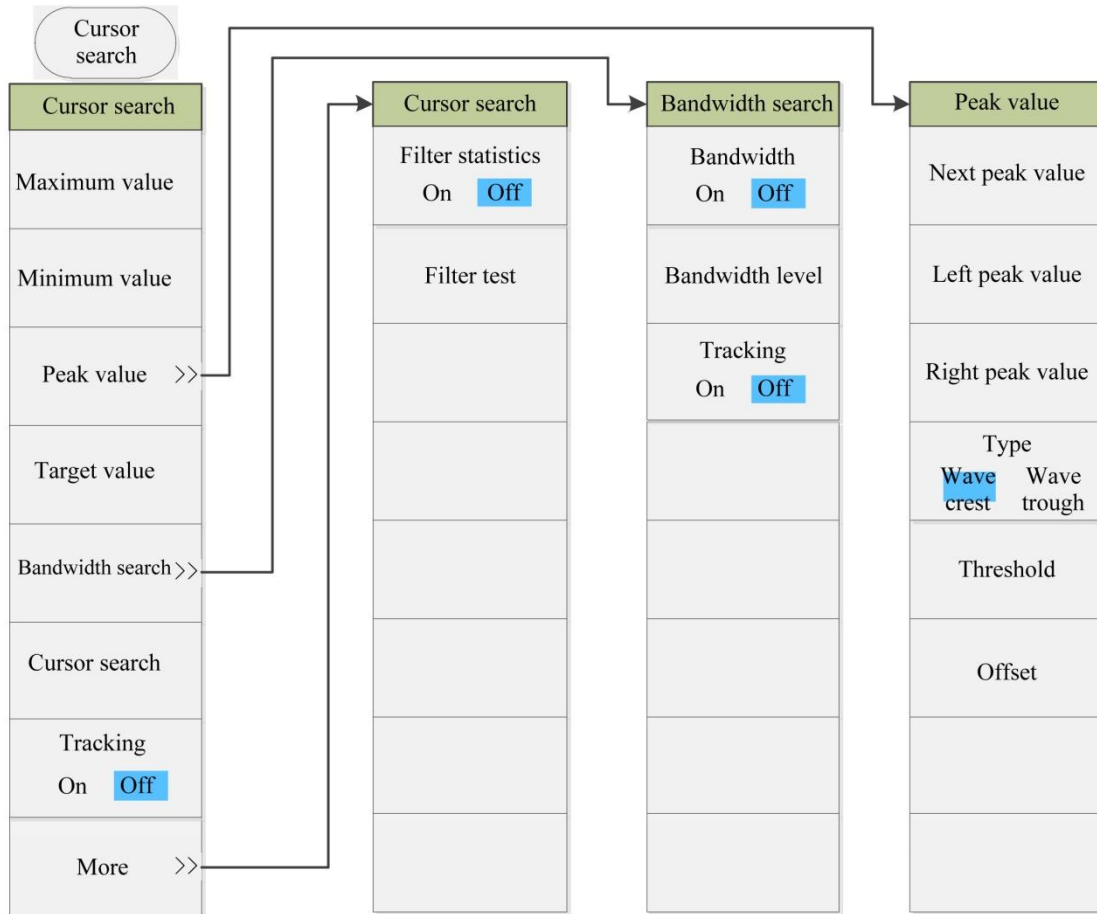 Cursor
search
Cursor search
Maximum value
Minimum value
Peak value >>
Target value
Bandwidth search >>
Cursor search
Tracking
On Off
More >>
Cursor search
Filter statistics
On Off
Filter test
Bandwidth search
Bandwidth
On Off
Bandwidth level
Tracking
On Off
Peak value
Next peak value
Left peak value
Right peak value
Type
Wave Wave
crest trough
Threshold
Offset